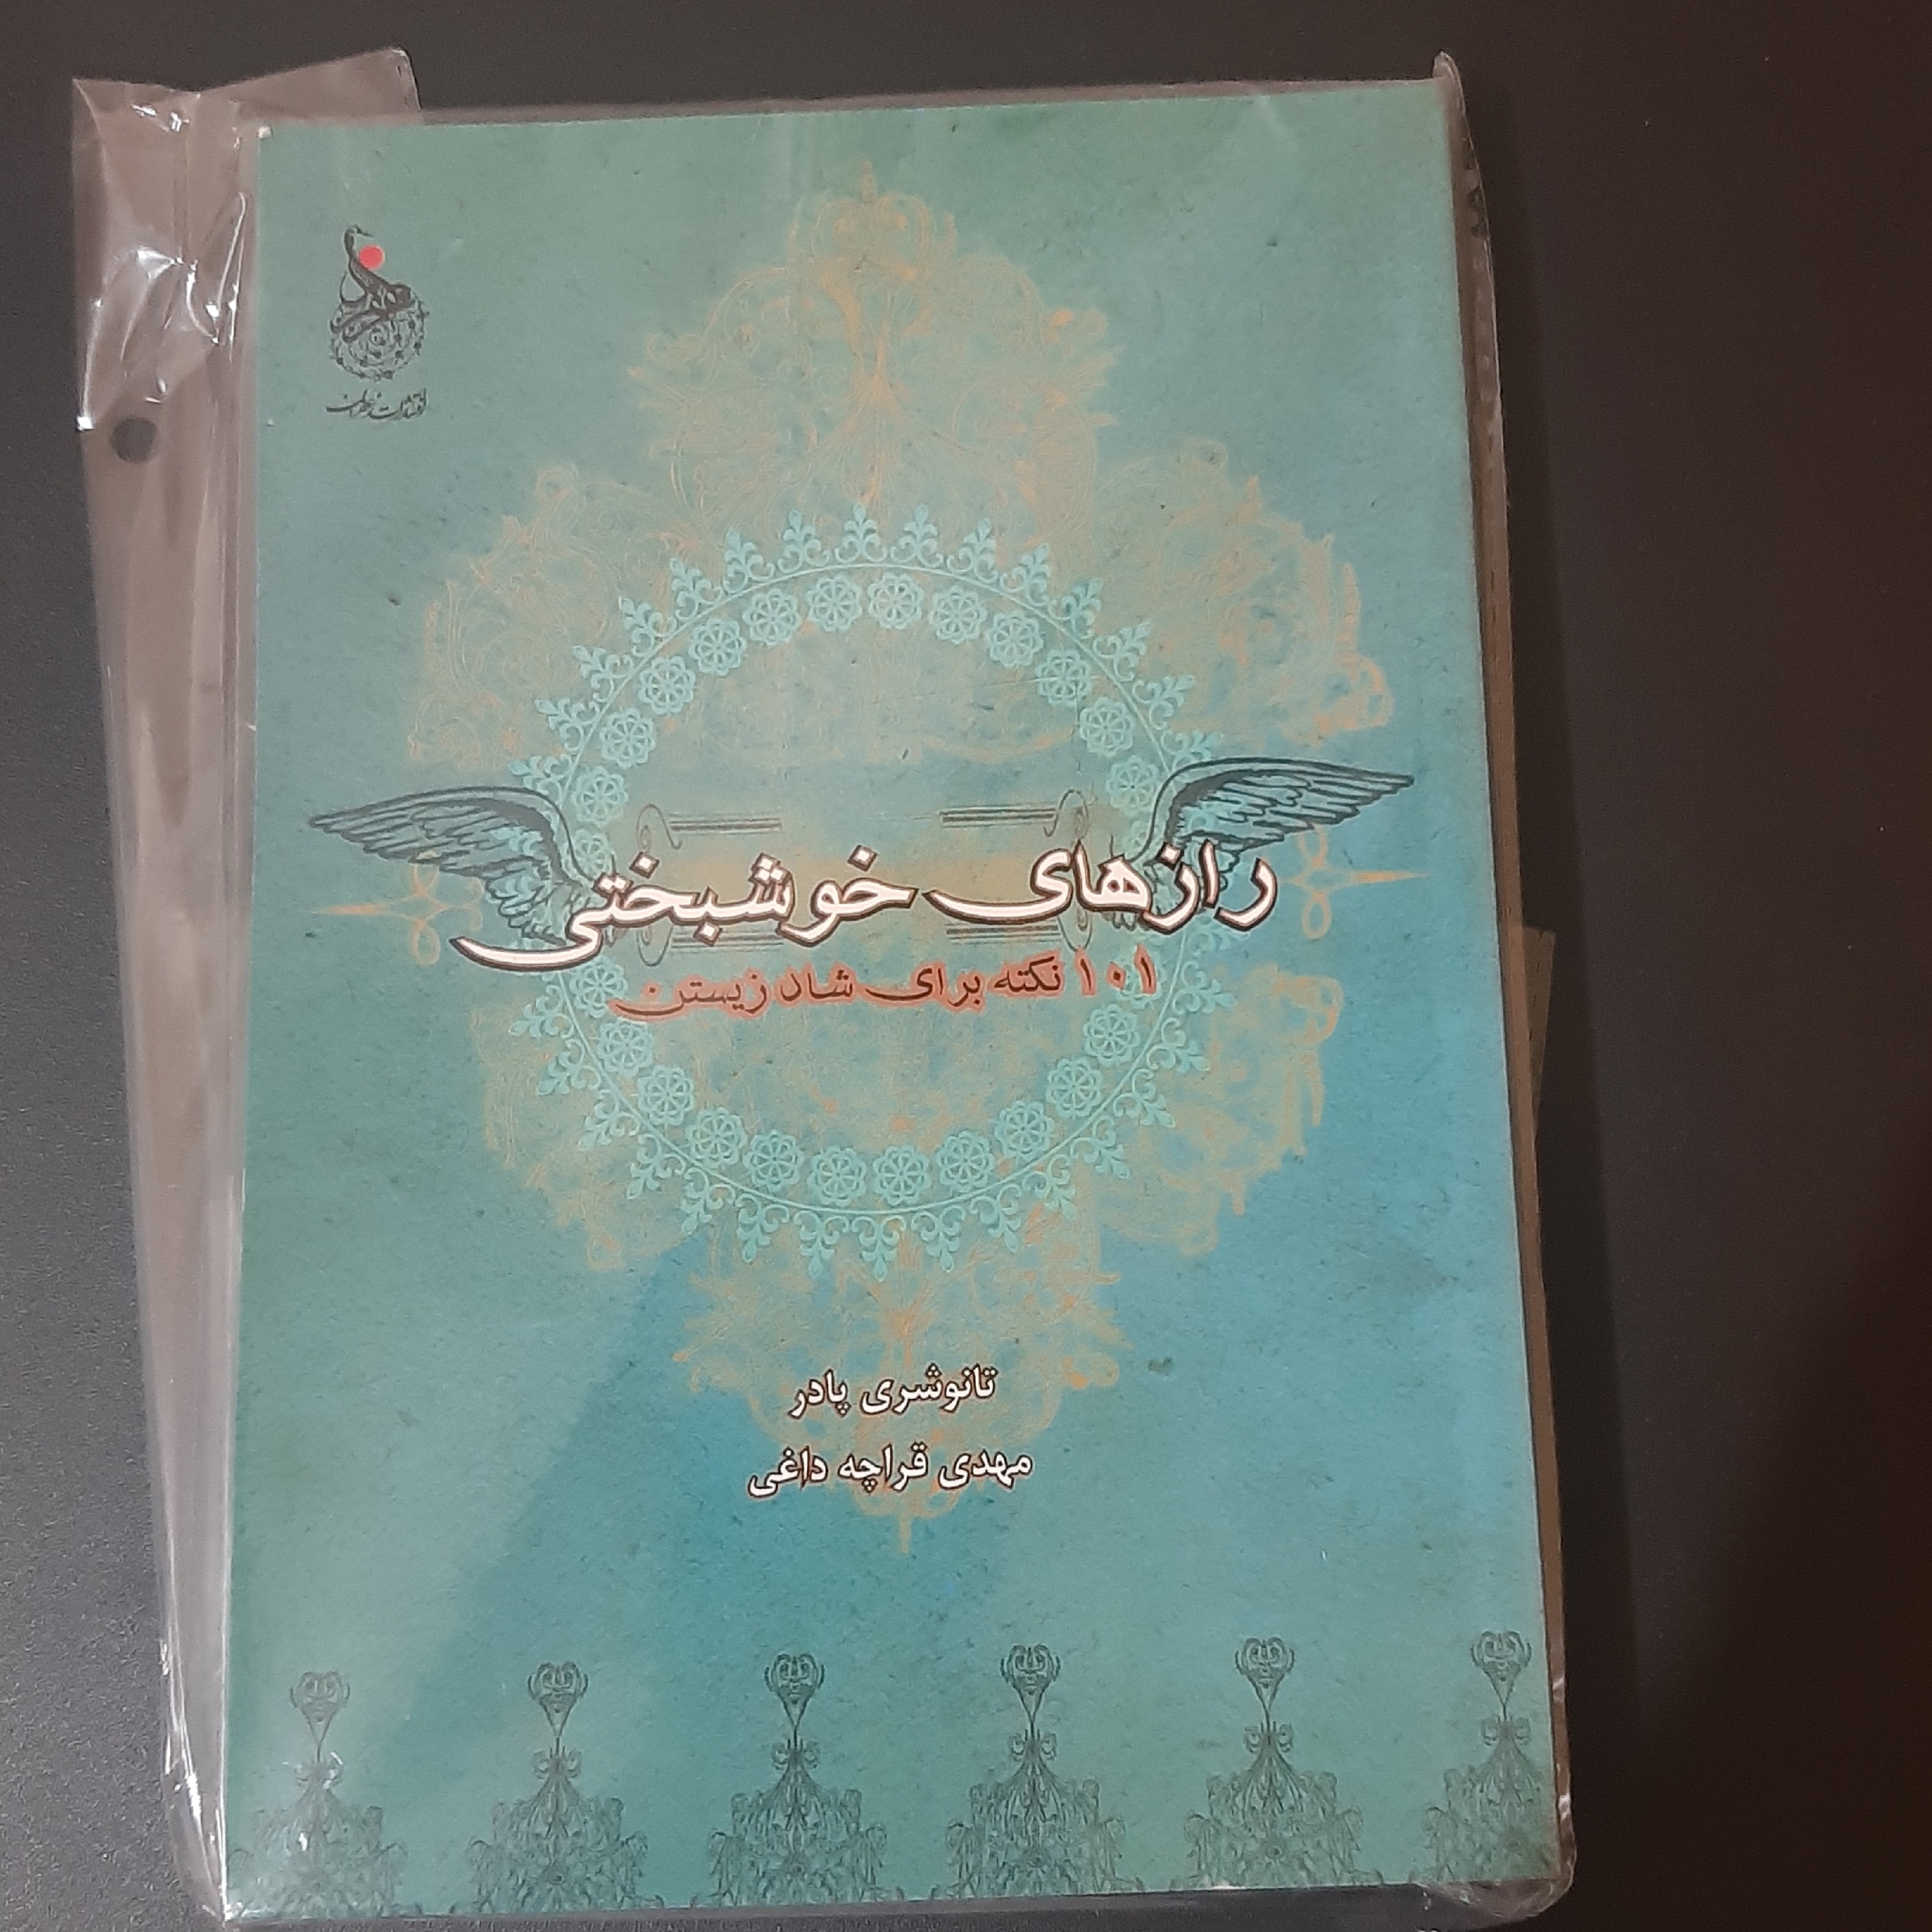 رازهای خوشبختی
۱۰۱ نکته برای شاد زیستن
تانوشری پادر
مهدی قراچه داغی